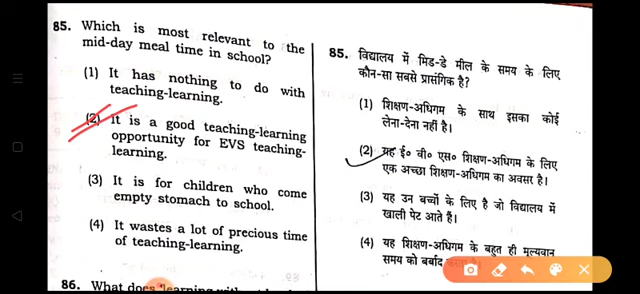 85. Which is most relevant to the
mid-day meal time in school?
(1) It has nothing to do with
teaching-learning.
(2) It is a good teaching-learning
opportunity for EVS teaching-
learning.
(3) It is for children who come
empty stomach to school.
(4) It wastes a lot of precious time
of teaching-learning.
86. What does learning
85. विद्यालय में मिड-डे मील के समय के लिए
कौन-सा सबसे प्रासंगिक है?
(1) शिक्षण-अधिगम के साथ इसका कोई
लेना-देना नहीं है।
(2) यह ई० वी० एस० शिक्षण-अधिगम के लिए
एक अच्छा शिक्षण-अधिगम का अवसर है।
(3) यह उन बच्चों के लिए है जो विद्यालय में
खाली पेट आते हैं।
(4) यह शिक्षण-अधिगम के बहुत ही मूल्यवान
समय को बर्बाद